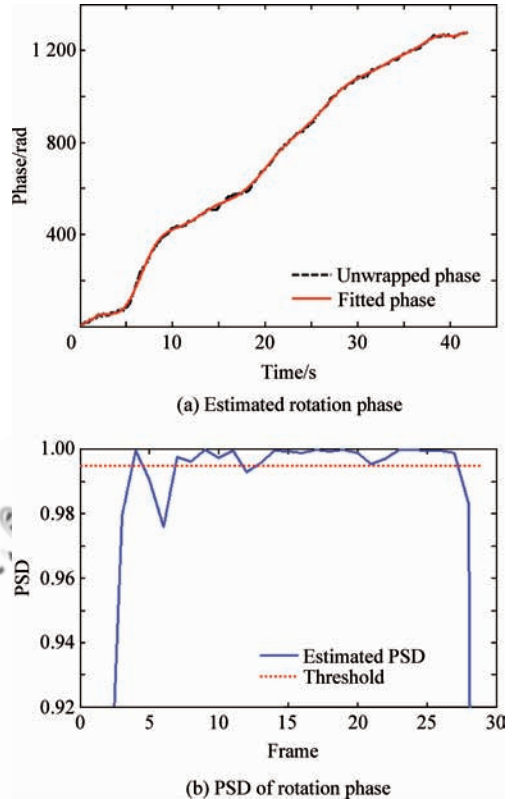 1 200
800
400
Phase/rad
Unwrapped phase
Fitted phase
0
10
20
30
40
Time/s
(a) Estimated rotation phase
1.00
0.98
0.96
0.94
0.92
PSD
Estimated PSD
Threshold
0
5
10
15
20
25
30
Frame
(b) PSD of rotation phase